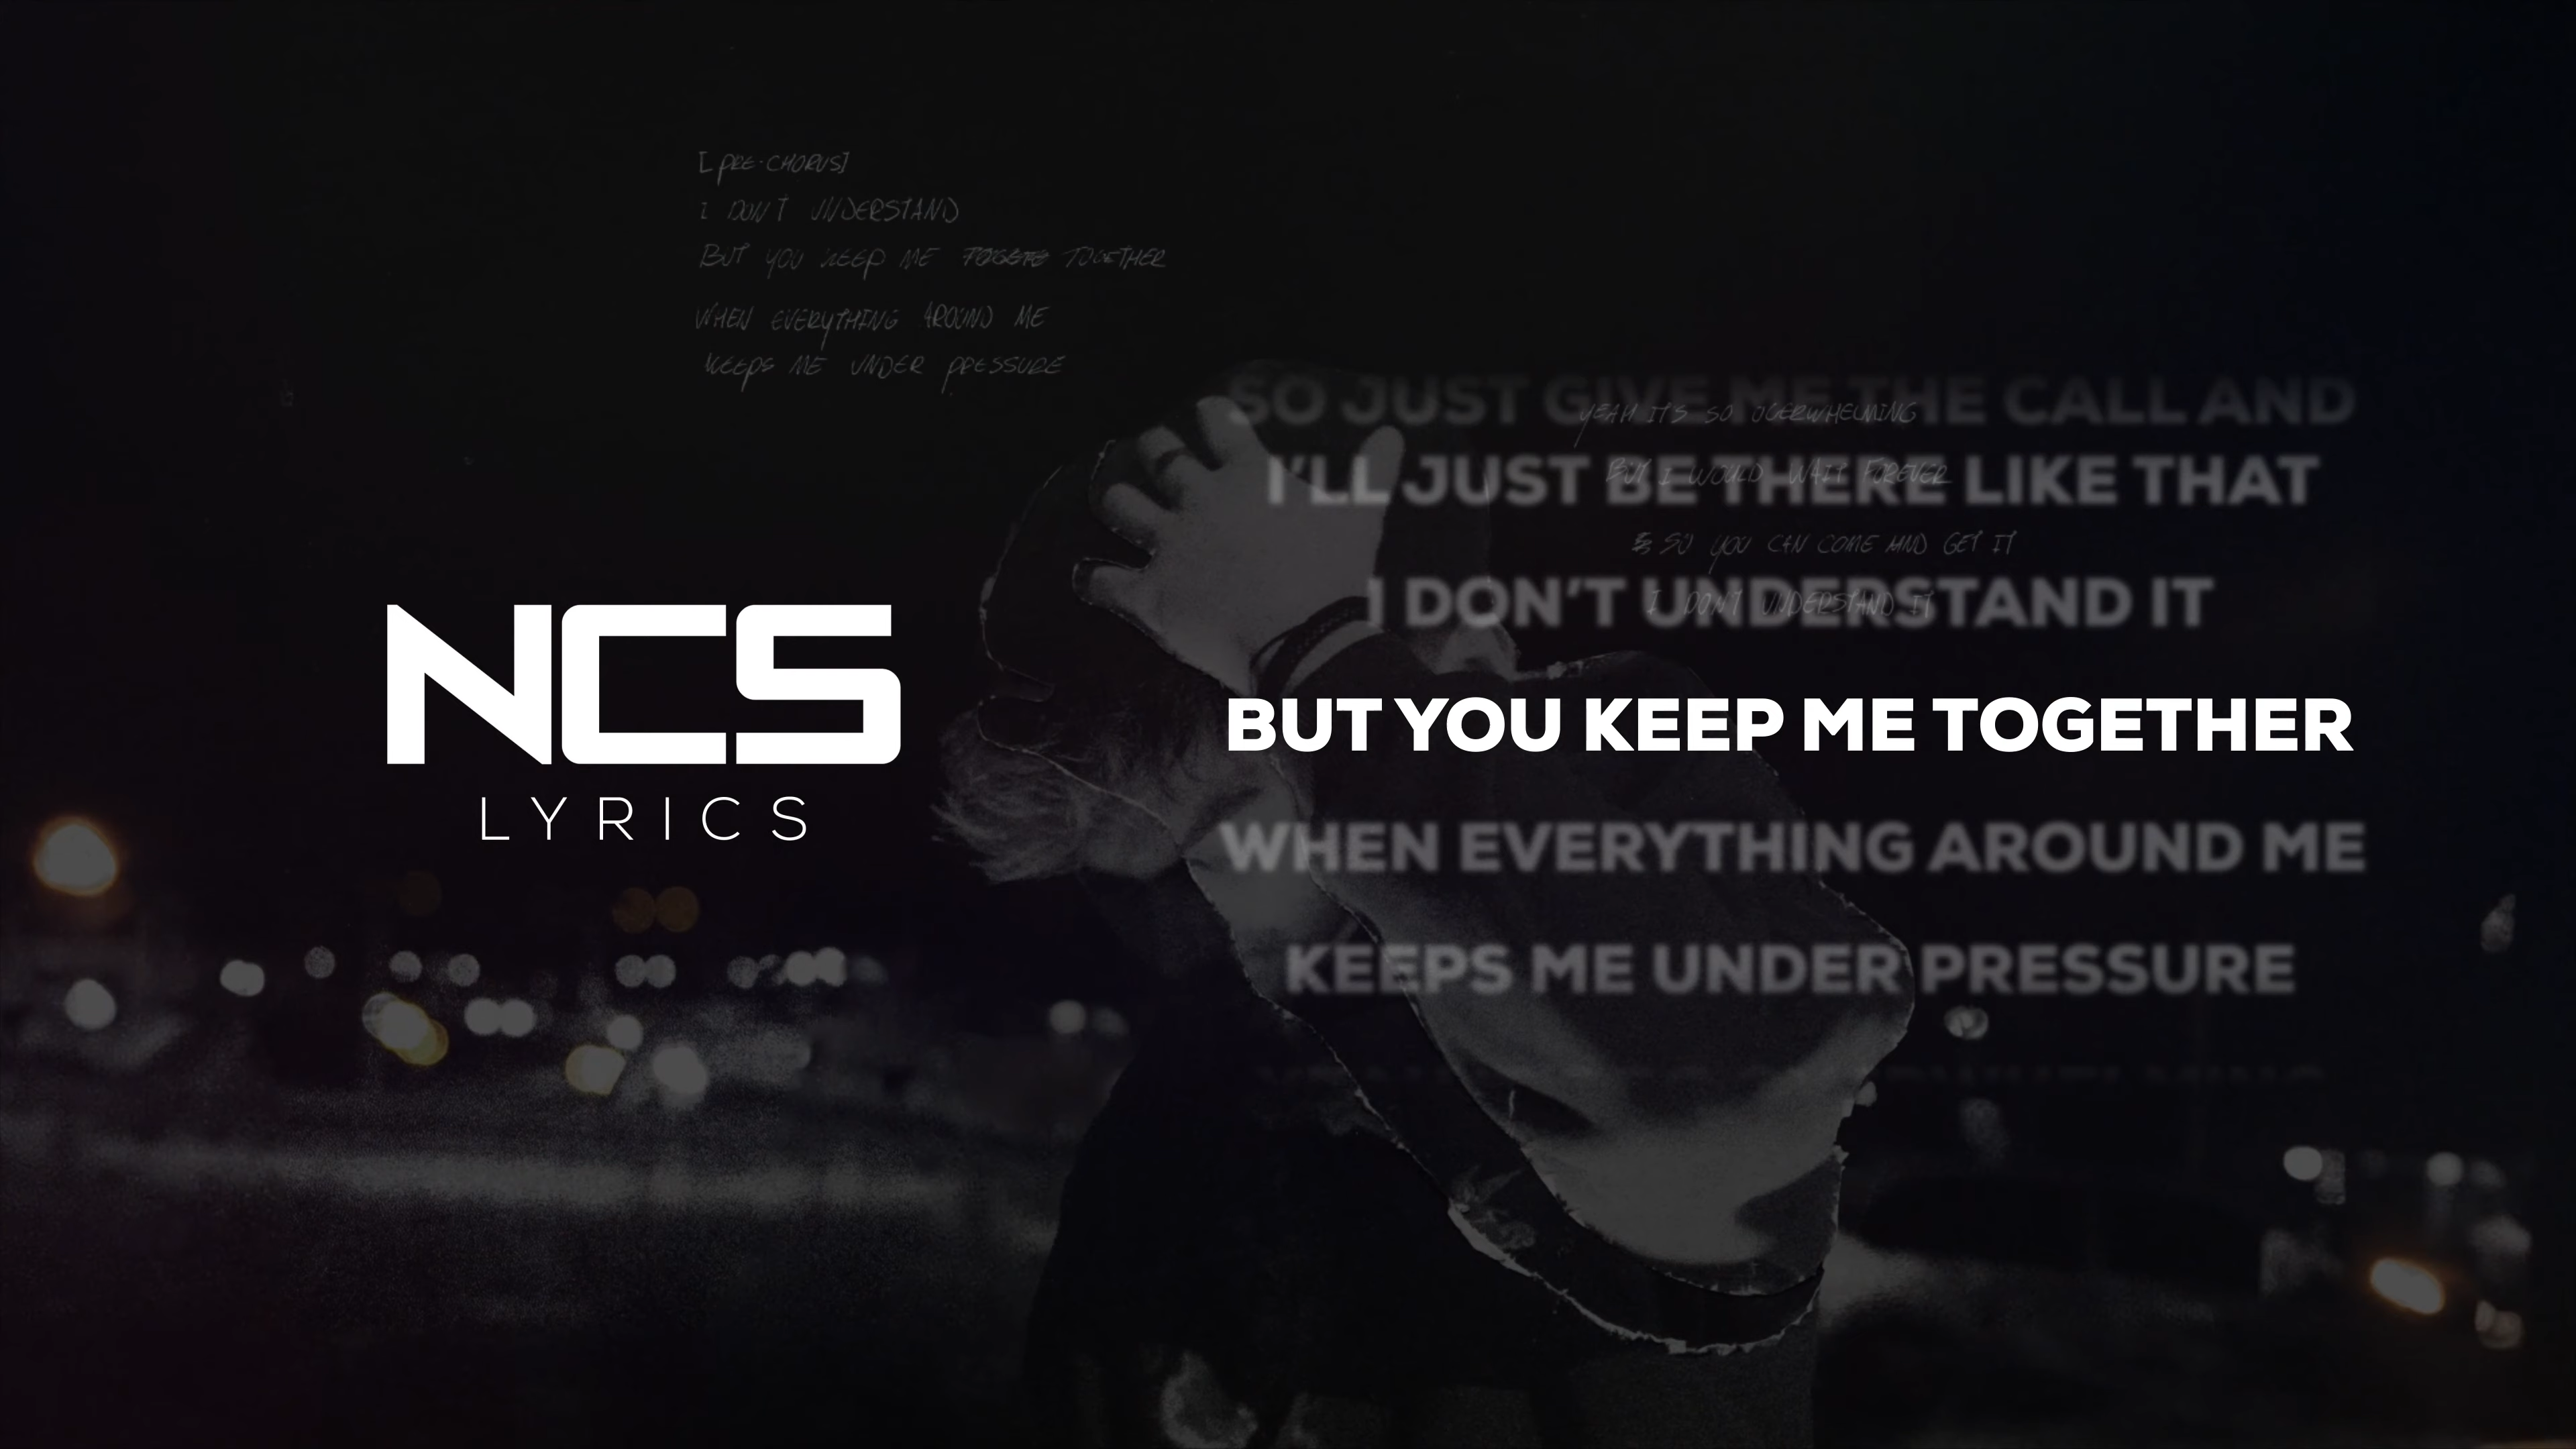 [PRE-CHORUS]
I DON'T UNDERSTAND
BUT YOU KEEP ME TOGETHER
WHEN EVERYTHING AROUND ME
KEEPS ME UNDER PRESSURE
NCS
LYRICS
SO JUST GIVE ME THE CALL AND
I'LL JUST BE THERE LIKE THAT
I DON'T UNDERSTAND IT
BUT YOU KEEP ME TOGETHER
WHEN EVERYTHING AROUND ME
KEEPS ME UNDER PRESSURE
YEAH IT'S SO OVERWHELMING
BUT I WOULD WAIT FOREVER
SO YOU CAN COME AND GET IT
I DON'T UNDERSTAND IT